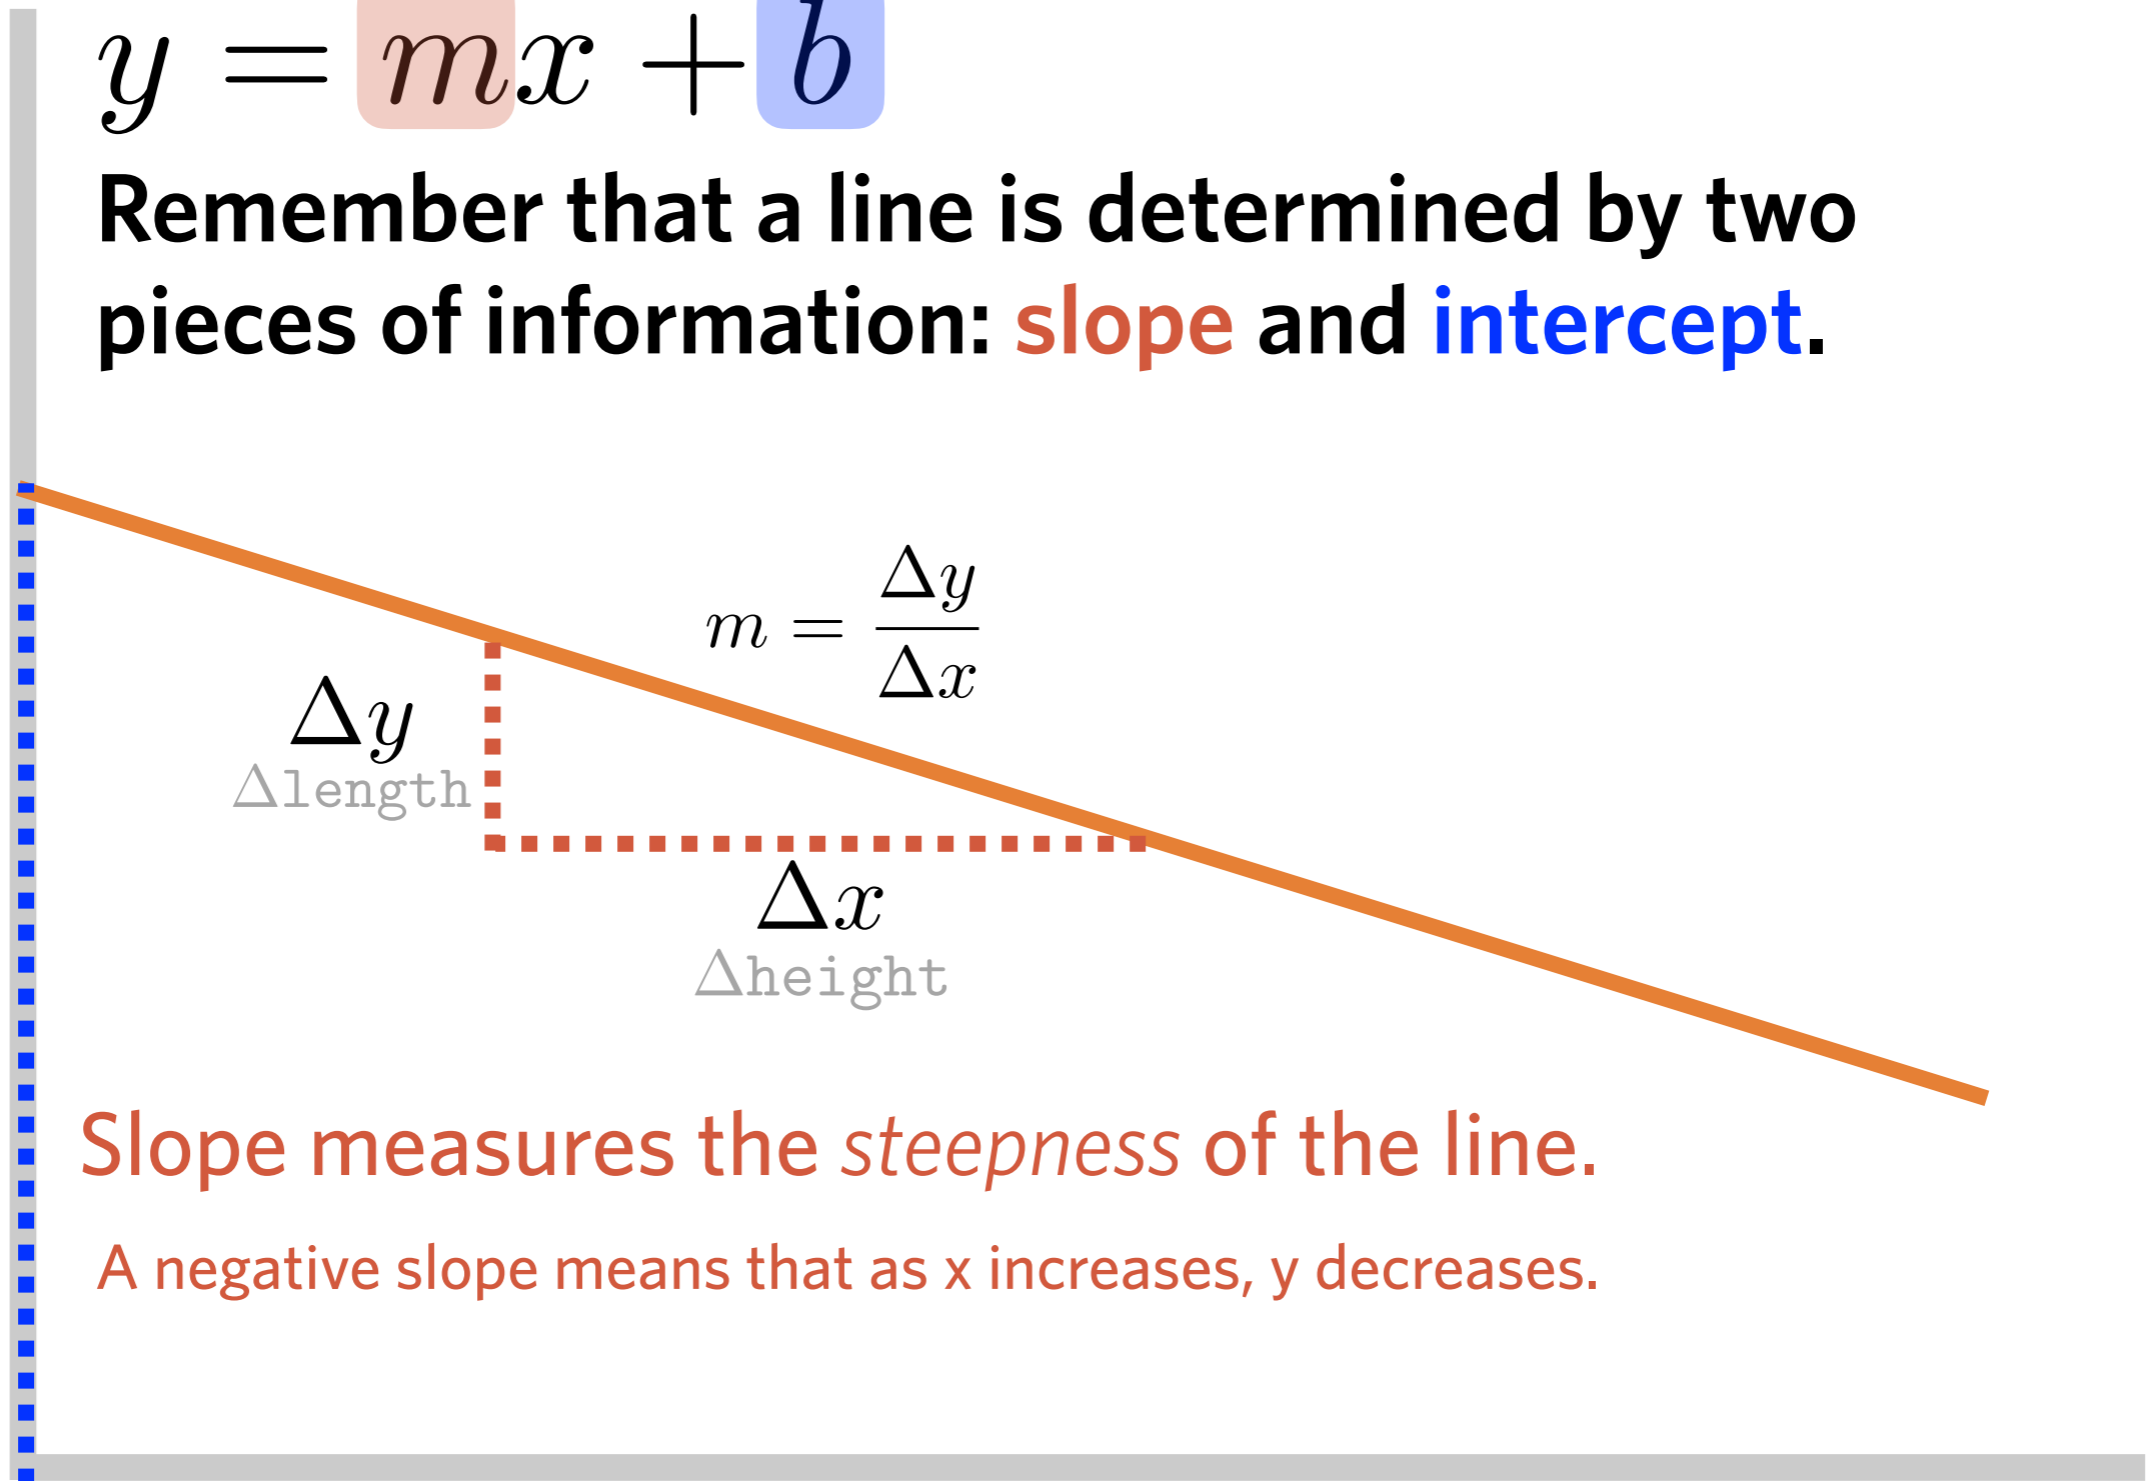 y = mx + b
Remember that a line is determined by two
pieces of information: slope and intercept.
m = Δy/Δx
Δy
Δlength
Δx
Δheight
Slope measures the steepness of the line.
A negative slope means that as x increases, y decreases.